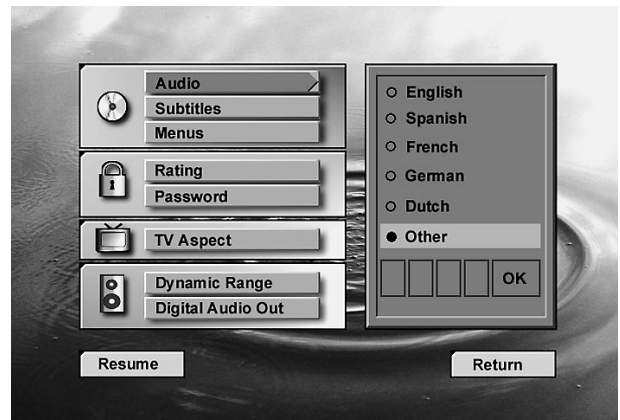 Audio
Subtitles
Menus
Rating
Password
TV Aspect
Dynamic Range
Digital Audio Out
English
Spanish
French
German
Dutch
Other
OK
Resume
Return